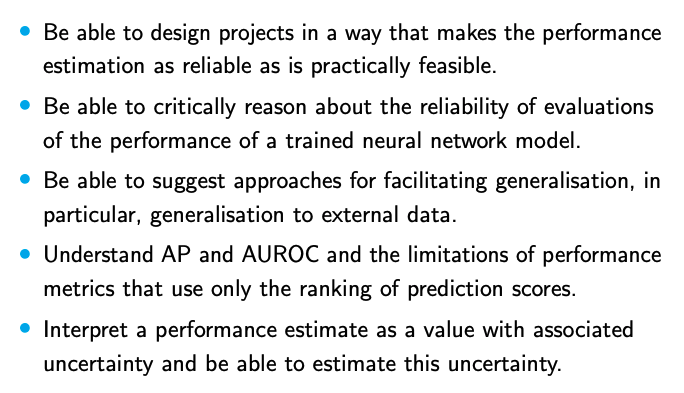 • Be able to design projects in a way that makes the performance
estimation as reliable as is practically feasible.
• Be able to critically reason about the reliability of evaluations
of the performance of a trained neural network model.
• Be able to suggest approaches for facilitating generalisation, in
particular, generalisation to external data.
• Understand AP and AUROC and the limitations of performance
metrics that use only the ranking of prediction scores.
• Interpret a performance estimate as a value with associated
uncertainty and be able to estimate this uncertainty.